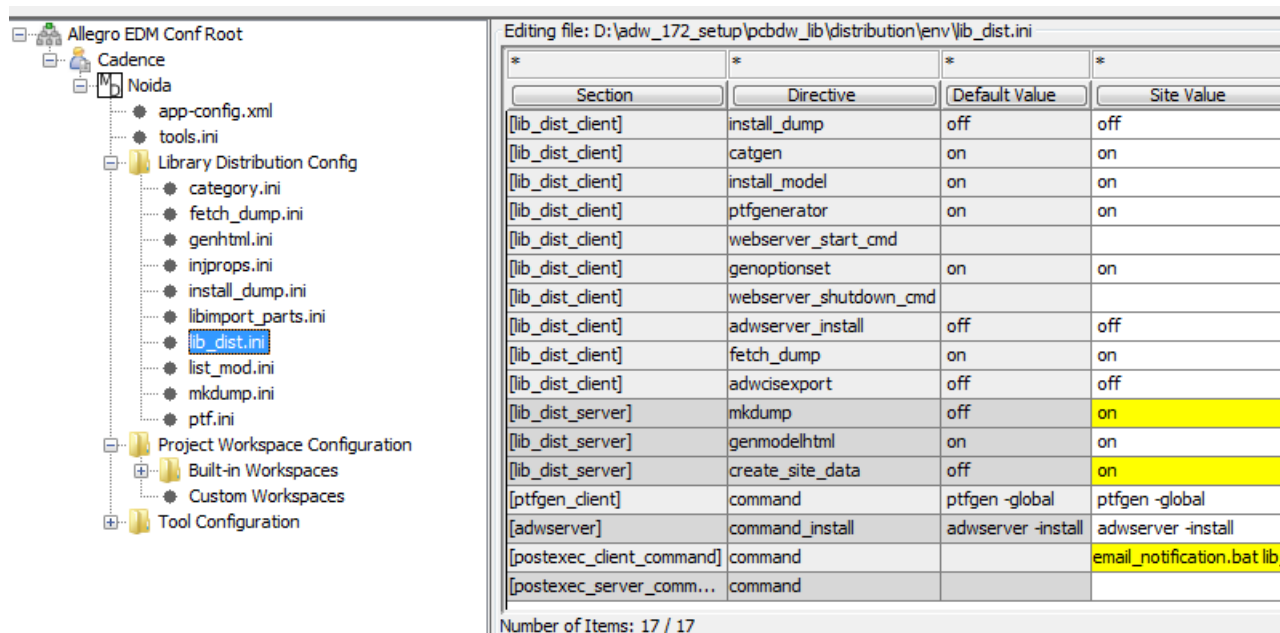 Allegro EDM Conf Root
Cadence
Noida
app-config.xml
tools.ini
Library Distribution Config
category.ini
fetch_dump.ini
genhtml.ini
injprops.ini
install_dump.ini
libimport_parts.ini
lib_dist.ini
list_mod.ini
mkdump.ini
ptf.ini
Project Workspace Configuration
Built-in Workspaces
Custom Workspaces
Tool Configuration
Editing file: D:\adw_172_setup\pcbdw_lib\distribution\env\lib_dist.ini
* * * *
Section Directive Default Value Site Value
[lib_dist_client] install_dump off off
[lib_dist_client] catgen on on
[lib_dist_client] install_model on on
[lib_dist_client] ptfgenerator on on
[lib_dist_client] webserver_start_cmd
[lib_dist_client] genoptionset on on
[lib_dist_client] webserver_shutdown_cmd
[lib_dist_client] adwserver_install off off
[lib_dist_client] fetch_dump on on
[lib_dist_client] adwcisexport off off
[lib_dist_server] mkdump off on
[lib_dist_server] genmodelhtml on on
[lib_dist_server] create_site_data off on
[ptfgen_client] command ptfgen -global ptfgen -global
[adwserver] command_install adwserver -install adwserver -install
[postexec_client_command] command email_notification.bat lib_
[postexec_server_comm... command
Number of Items: 17 / 17